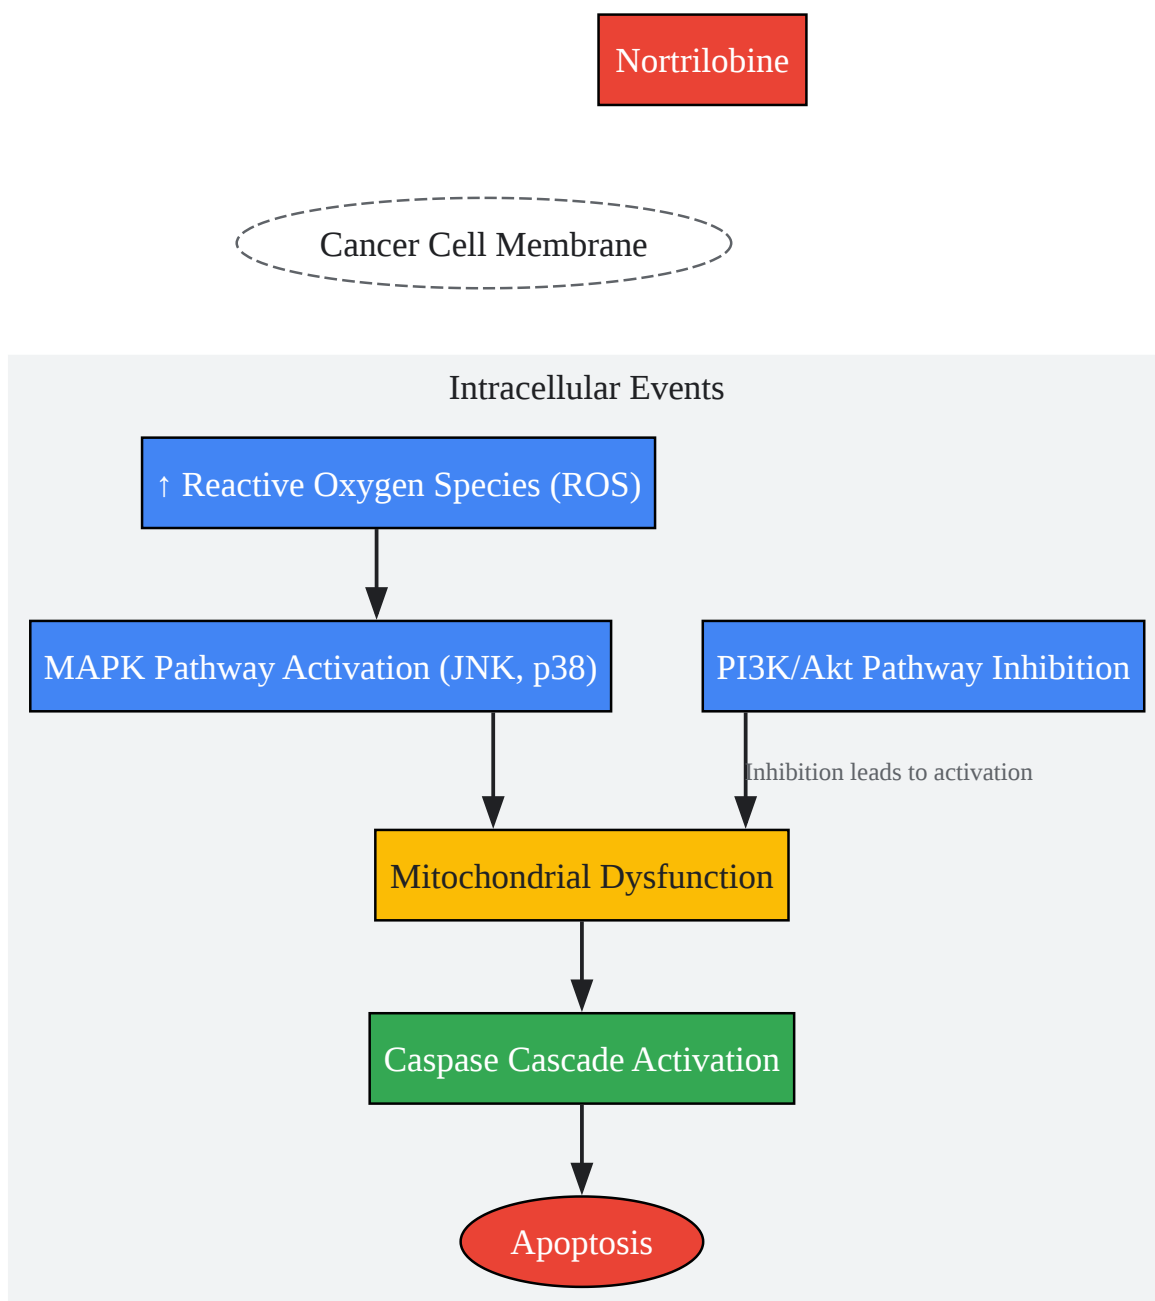 Nortrilobine
Cancer Cell Membrane
Intracellular Events
↑ Reactive Oxygen Species (ROS)
MAPK Pathway Activation (JNK, p38)
PI3K/Akt Pathway Inhibition
Inhibition leads to activation
Mitochondrial Dysfunction
Caspase Cascade Activation
Apoptosis